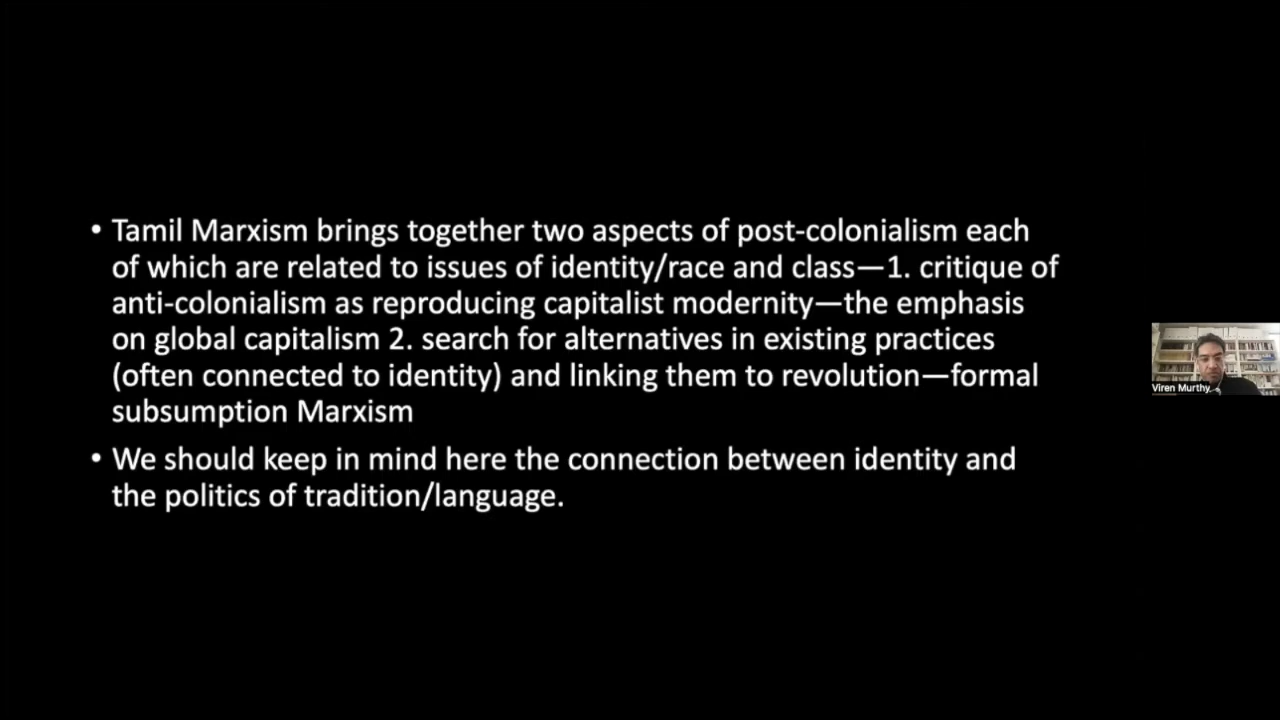 • Tamil Marxism brings together two aspects of post-colonialism each
of which are related to issues of identity/race and class—1. critique of
anti-colonialism as reproducing capitalist modernity—the emphasis
on global capitalism 2. search for alternatives in existing practices
(often connected to identity) and linking them to revolution—formal
subsumption Marxism
• We should keep in mind here the connection between identity and
the politics of tradition/language.
Viren Murthy